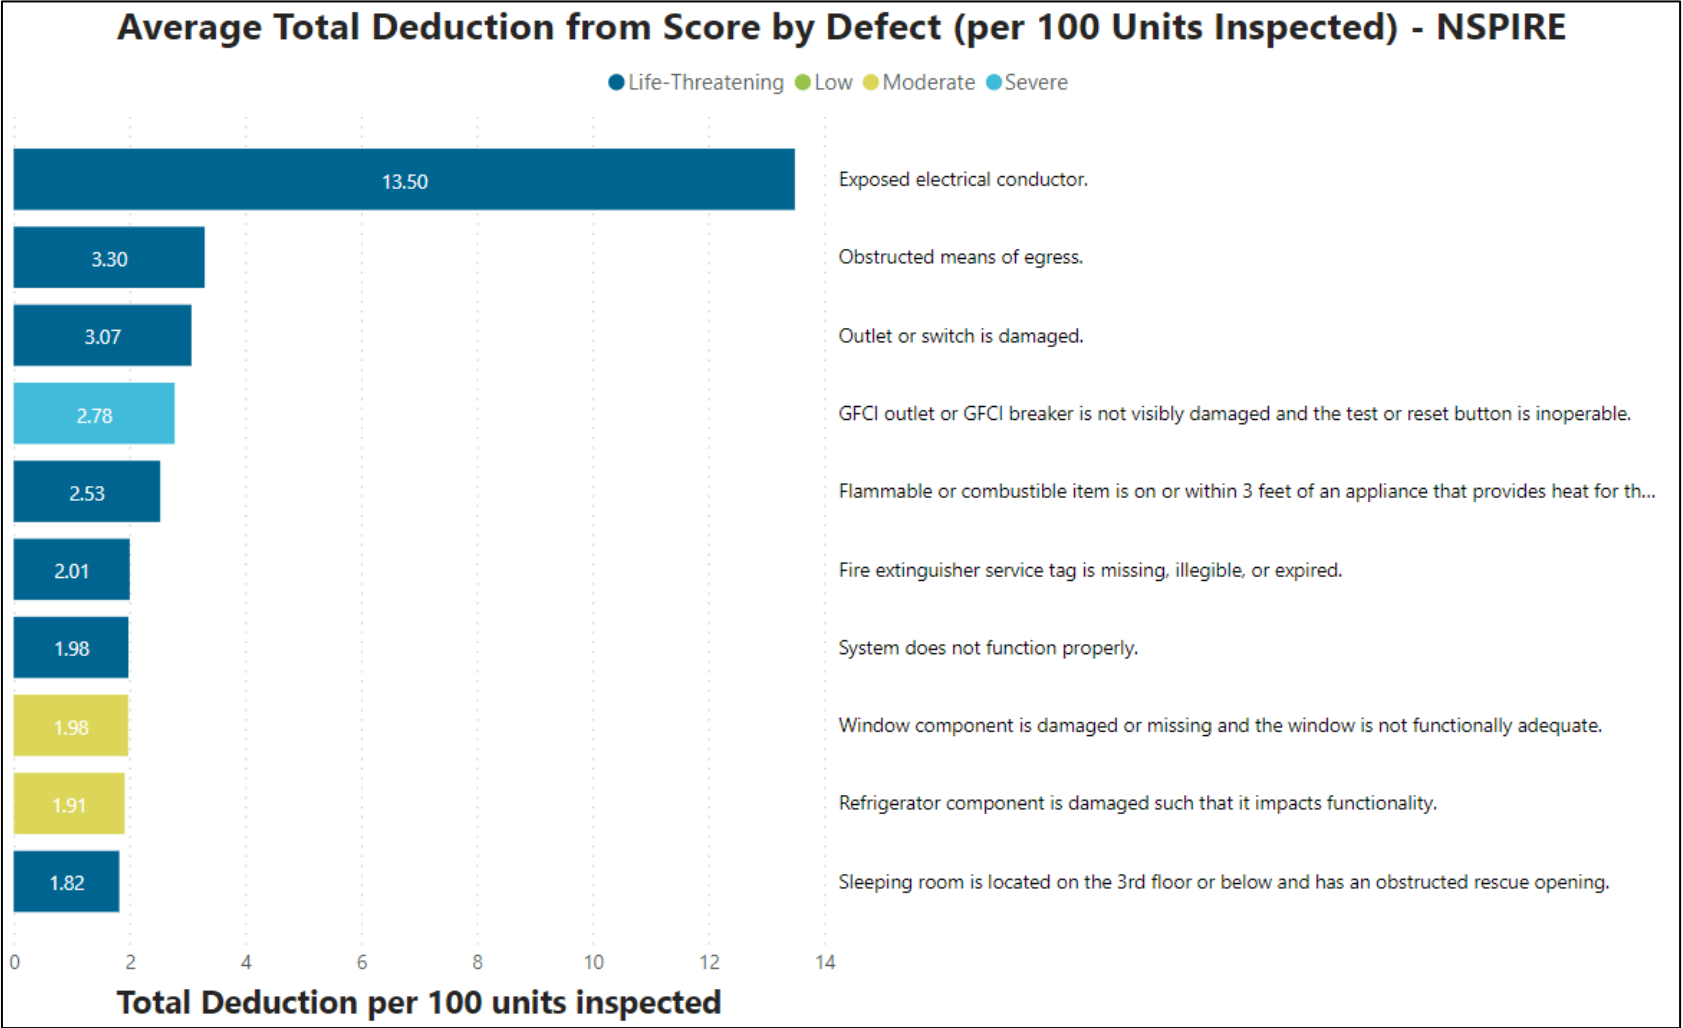 Average Total Deduction from Score by Defect (per 100 Units Inspected) - NSPIRE
Life-Threatening Low Moderate Severe
13.50 Exposed electrical conductor.
3.30 Obstructed means of egress.
3.07 Outlet or switch is damaged.
2.78 GFCI outlet or GFCI breaker is not visibly damaged and the test or reset button is inoperable.
2.53 Flammable or combustible item is on or within 3 feet of an appliance that provides heat for th...
2.01 Fire extinguisher service tag is missing, illegible, or expired.
1.98 System does not function properly.
1.98 Window component is damaged or missing and the window is not functionally adequate.
1.91 Refrigerator component is damaged such that it impacts functionality.
1.82 Sleeping room is located on the 3rd floor or below and has an obstructed rescue opening.
0 2 4 6 8 10 12 14
Total Deduction per 100 units inspected